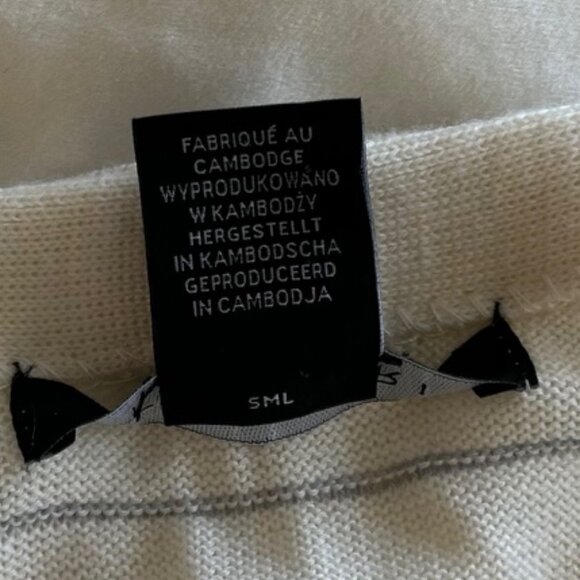 FABRIQUÉ AU
CAMBODGE
WYPRODUKOWANO
W KAMBODŻY
HERGESTELLT
IN KAMBODSCHA
GEPRODUCEERD
IN CAMBODJA
SML